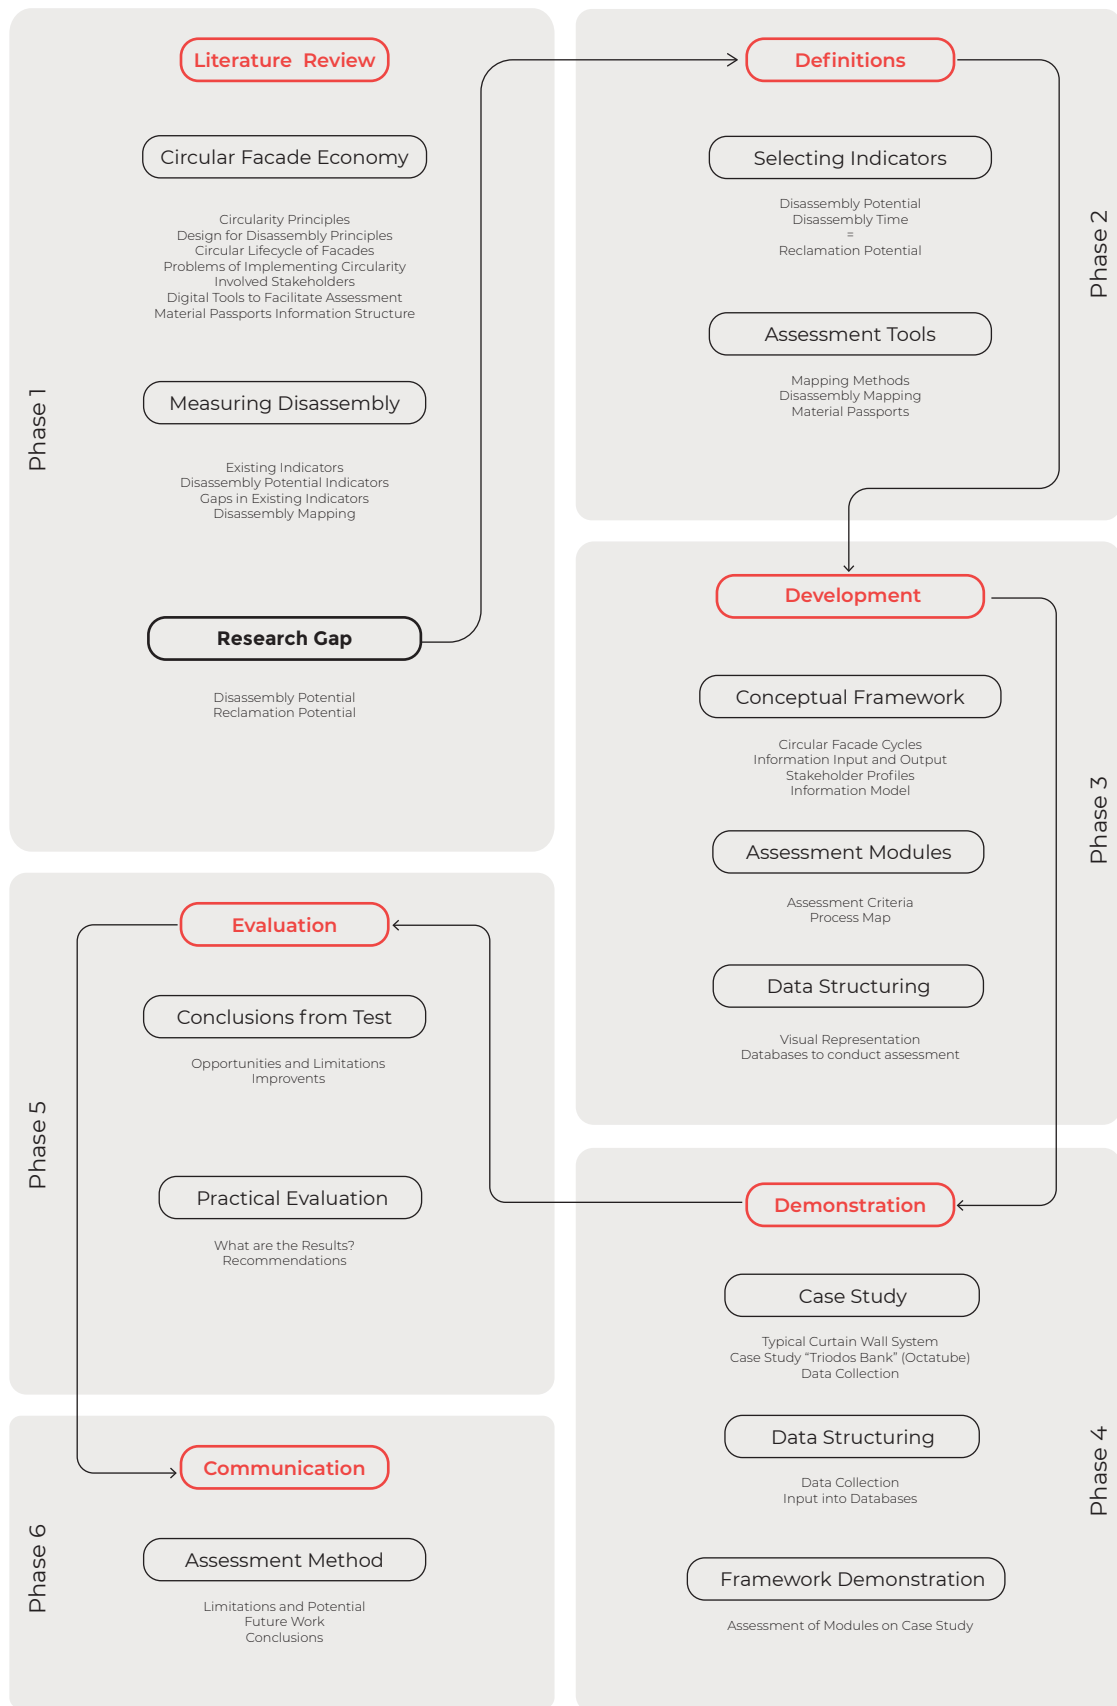 Phase 1
Literature Review
Circular Facade Economy
Circularity Principles
Design for Disassembly Principles
Circular Lifecycle of Facades
Problems of Implementing Circularity
Involved Stakeholders
Digital Tools to Facilitate Assessment
Material Passports Information Structure
Measuring Disassembly
Existing Indicators
Disassembly Potential Indicators
Gaps in Existing Indicators
Disassembly Mapping
Research Gap
Disassembly Potential
Reclamation Potential
Phase 2
Definitions
Selecting Indicators
Disassembly Potential
Disassembly Time
=
Reclamation Potential
Assessment Tools
Mapping Methods
Disassembly Mapping
Material Passports
Phase 3
Development
Conceptual Framework
Circular Facade Cycles
Information Input and Output
Stakeholder Profiles
Information Model
Assessment Modules
Assessment Criteria
Process Map
Data Structuring
Visual Representation
Databases to conduct assessment
Phase 4
Demonstration
Case Study
Typical Curtain Wall System
Case Study “Triodos Bank” (Octatube)
Data Collection
Data Structuring
Data Collection
Input into Databases
Framework Demonstration
Assessment of Modules on Case Study
Phase 5
Evaluation
Conclusions from Test
Opportunities and Limitations
Improvents
Practical Evaluation
What are the Results?
Recommendations
Phase 6
Communication
Assessment Method
Limitations and Potential
Future Work
Conclusions